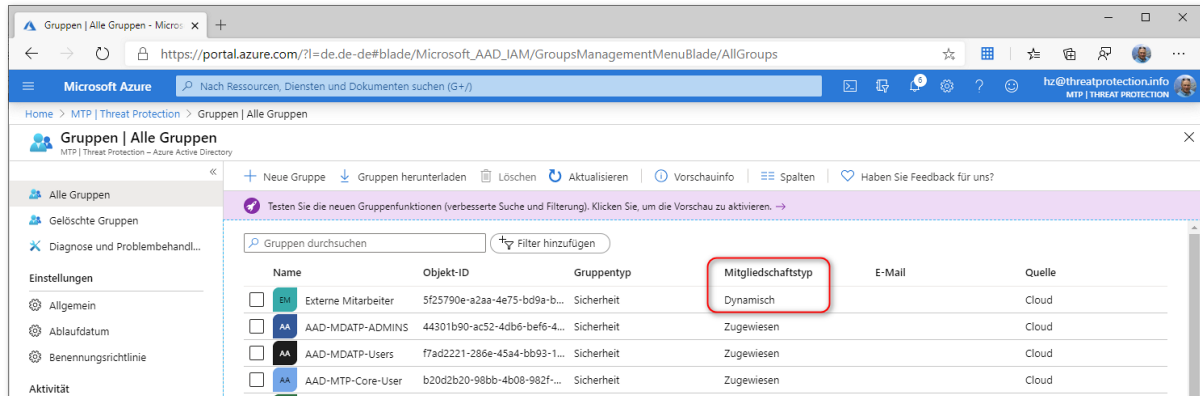 Gruppen | Alle Gruppen - Micros
https://portal.azure.com/?l=de.de-de#blade/Microsoft_AAD_IAM/GroupsManagementMenuBlade/AllGroups
Microsoft Azure
Nach Ressourcen, Diensten und Dokumenten suchen (G+/)
6
hz@threatprotection.info
MTP | THREAT PROTECTION
Home > MTP | Threat Protection > Gruppen | Alle Gruppen
Gruppen | Alle Gruppen
MTP | Threat Protection – Azure Active Directory
Neue Gruppe Gruppen herunterladen Löschen Aktualisieren Vorschauinfo Spalten Haben Sie Feedback für uns?
Testen Sie die neuen Gruppenfunktionen (verbesserte Suche und Filterung). Klicken Sie, um die Vorschau zu aktivieren. →
Alle Gruppen
Gelöschte Gruppen
Diagnose und Problembehandl...
Einstellungen
Allgemein
Ablaufdatum
Benennungsrichtlinie
Aktivität
Gruppen durchsuchen Filter hinzufügen
Name Objekt-ID Gruppentyp Mitgliedschaftstyp E-Mail Quelle
EM Externe Mitarbeiter 5f25790e-a2aa-4e75-bd9a-b... Sicherheit Dynamisch Cloud
AA AAD-MDATP-ADMINS 44301b90-ac52-4db6-bef6-4... Sicherheit Zugewiesen Cloud
AA AAD-MDATP-Users f7ad2221-286e-45a4-bb93-1... Sicherheit Zugewiesen Cloud
AA AAD-MTP-Core-User b20d2b20-98bb-4b08-982f-... Sicherheit Zugewiesen Cloud